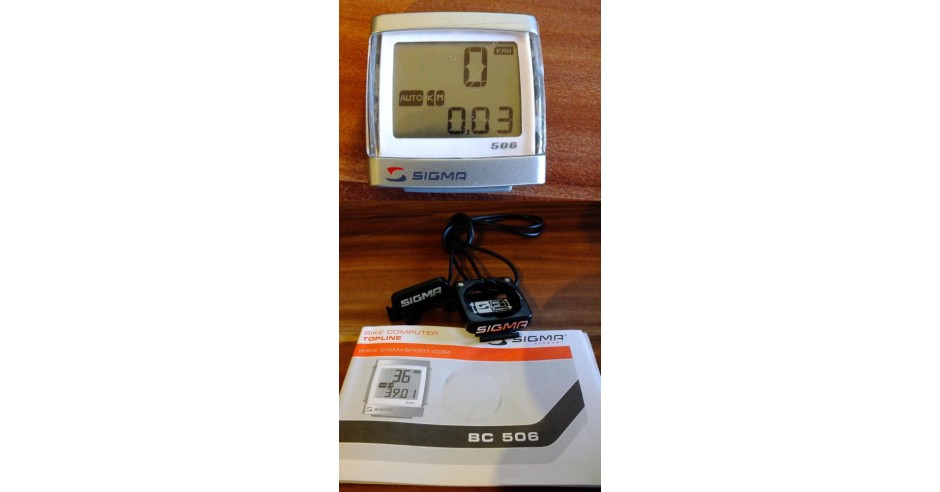 0 KMH
AUTO KM
0,03
506
SIGMA
SIGMA
SIGMA
BIKE COMPUTER
TOPLINE
SIGMA
SPORT
WWW.SIGMASPORT.COM
36
3901
BC 506